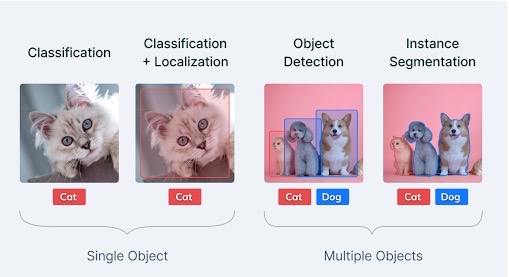 Classification
Classification
+ Localization
Object
Detection
Instance
Segmentation
Cat
Cat
Cat
Dog
Cat
Dog
Single Object
Multiple Objects